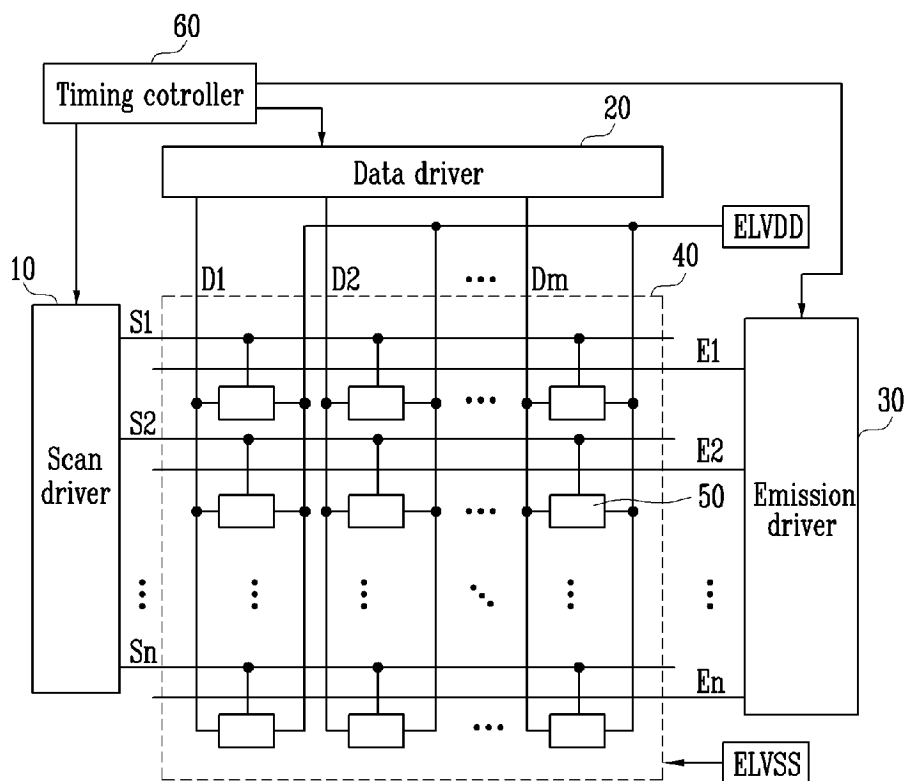 60
Timing cotroller
20
Data driver
ELVDD
10
D1
D2
...
Dm
40
S1
E1
...
30
S2
E2
Scan
driver
50
...
Emission
driver
Sn
En
...
ELVSS